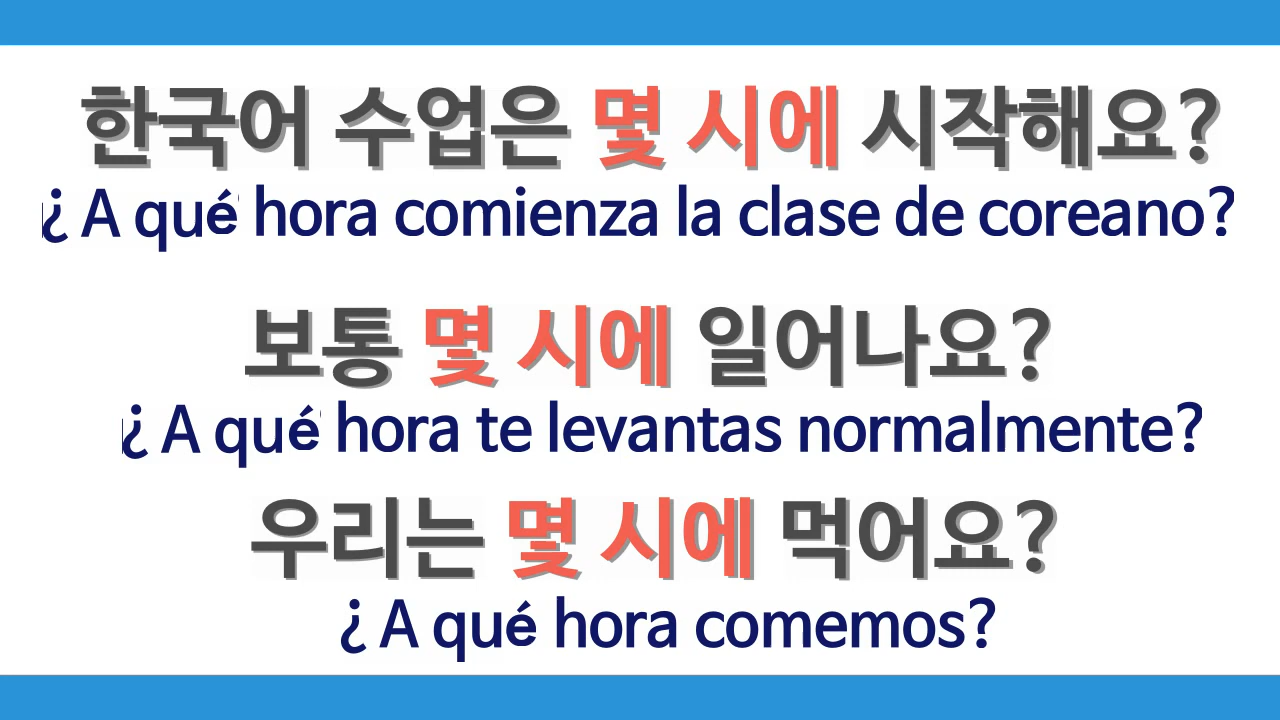 한국어 수업은 몇 시에 시작해요?
¿ A qué hora comienza la clase de coreano?
보통 몇 시에 일어나요?
¿ A qué hora te levantas normalmente?
우리는 몇 시에 먹어요?
¿ A qué hora comemos?